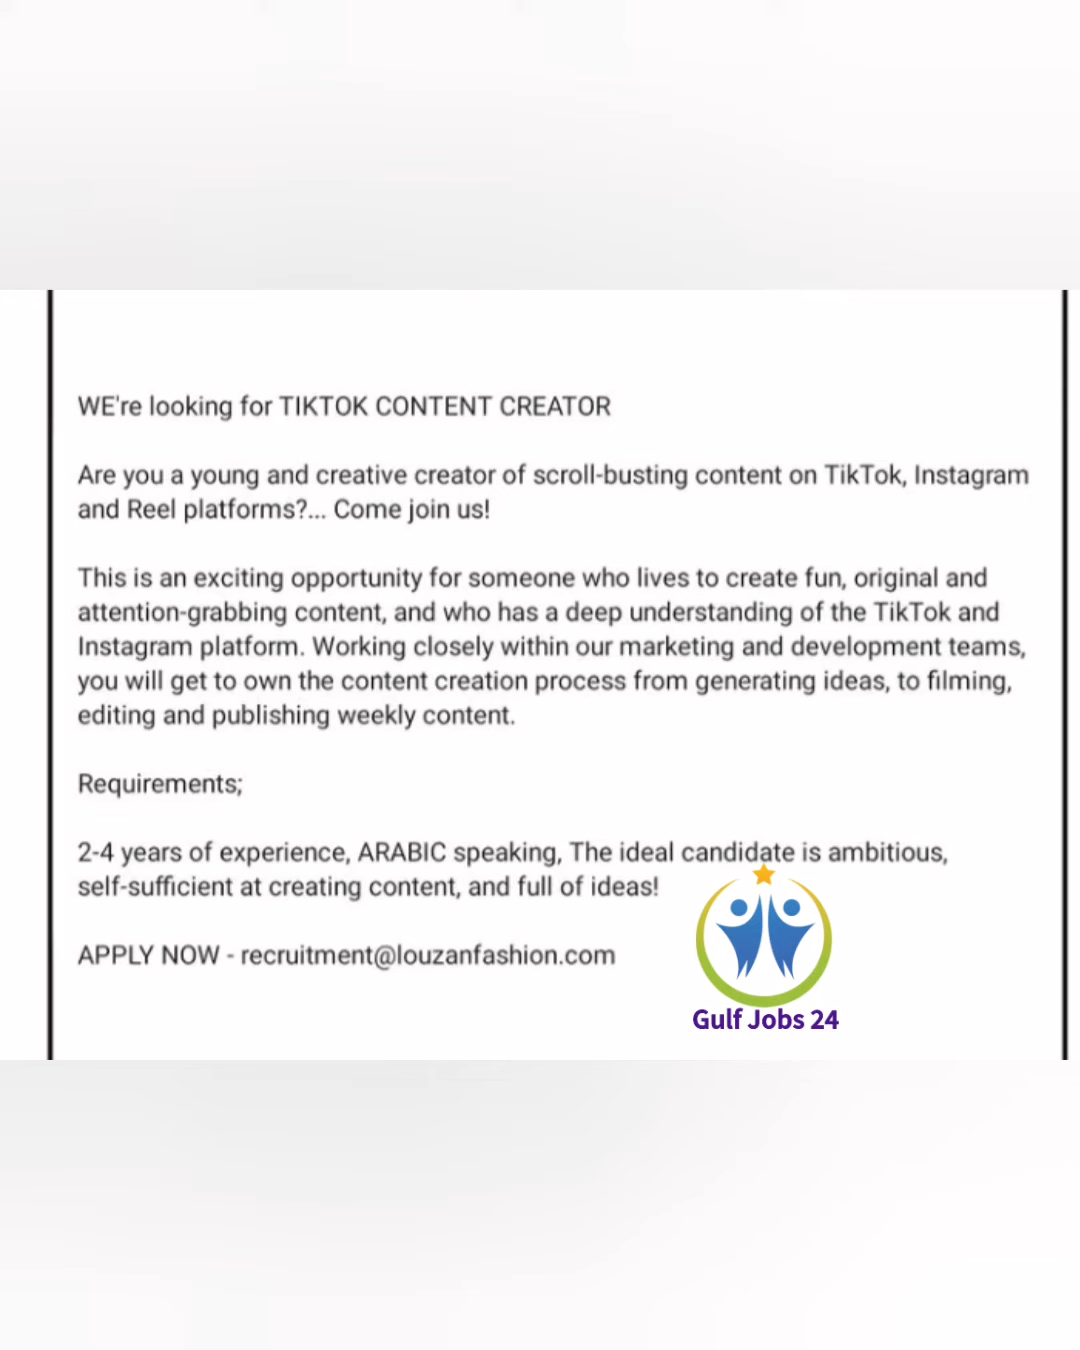 WE're looking for TIKTOK CONTENT CREATOR
Are you a young and creative creator of scroll-busting content on TikTok, Instagram
and Reel platforms?... Come join us!
This is an exciting opportunity for someone who lives to create fun, original and
attention-grabbing content, and who has a deep understanding of the TikTok and
Instagram platform. Working closely within our marketing and development teams,
you will get to own the content creation process from generating ideas, to filming,
editing and publishing weekly content.
Requirements;
2-4 years of experience, ARABIC speaking, The ideal candidate is ambitious,
self-sufficient at creating content, and full of ideas!
APPLY NOW - recruitment@louzanfashion.com
Gulf Jobs 24